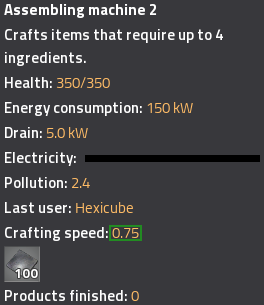 Assembling machine 2
Crafts items that require up to 4
ingredients.
Health: 350/350
Energy consumption: 150 kW
Drain: 5.0 kW
Electricity:
Pollution: 2.4
Last user: Hexicube
Crafting speed: 0.75
100
Products finished: 0